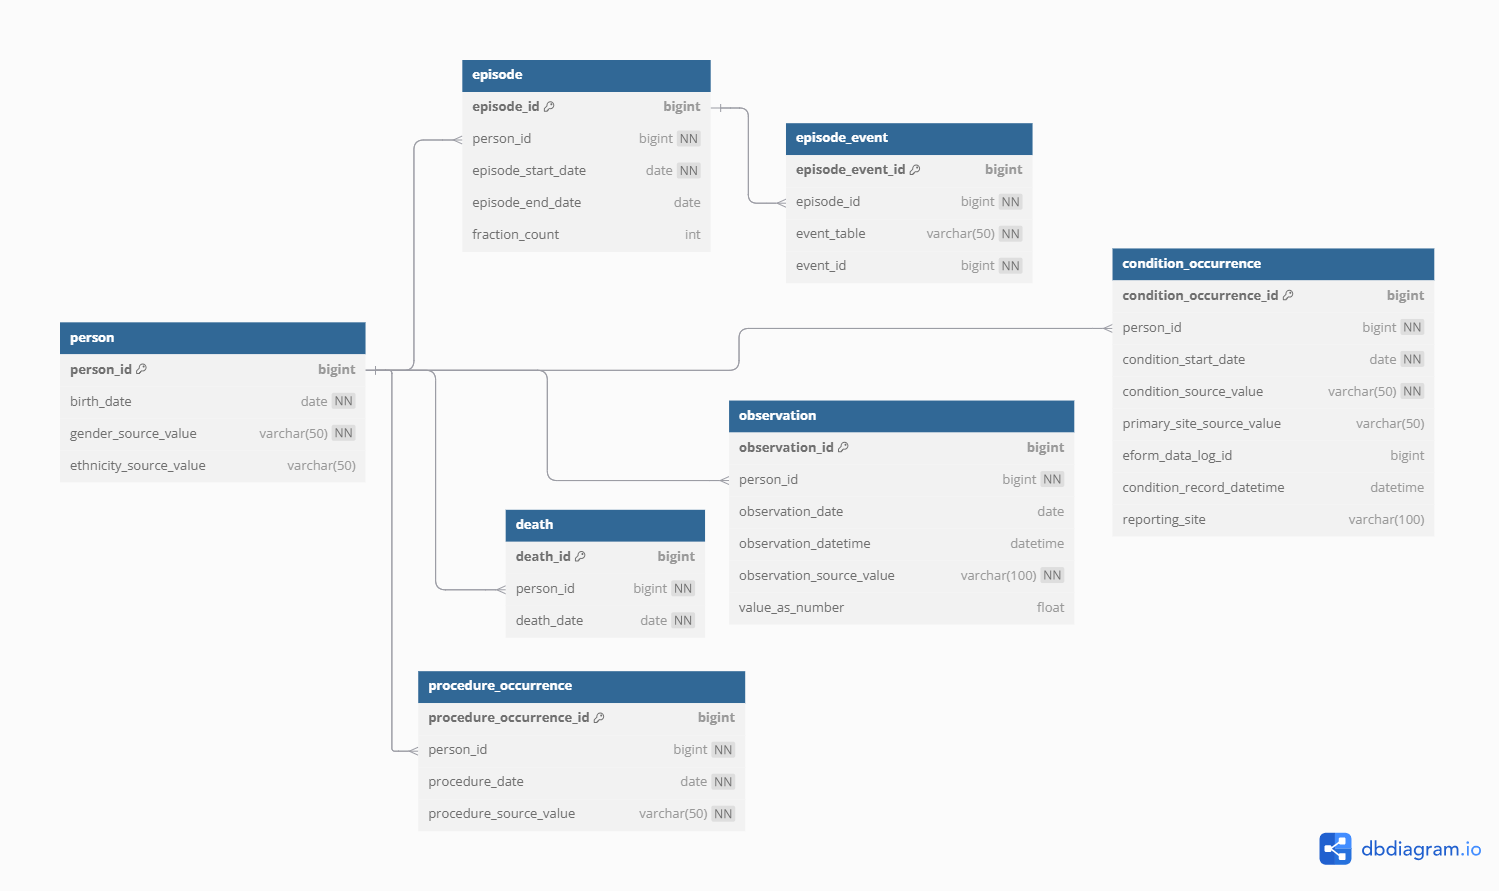 episode
episode_id bigint
person_id bigint NN
episode_start_date date NN
episode_end_date date
fraction_count int
episode_event
episode_event_id bigint
episode_id bigint NN
event_table varchar(50) NN
event_id bigint NN
condition_occurrence
condition_occurrence_id bigint
person_id bigint NN
condition_start_date date NN
condition_source_value varchar(50) NN
primary_site_source_value varchar(50)
eform_data_log_id bigint
condition_record_datetime datetime
reporting_site varchar(100)
person
person_id bigint
birth_date date NN
gender_source_value varchar(50) NN
ethnicity_source_value varchar(50)
observation
observation_id bigint
person_id bigint NN
observation_date date
observation_datetime datetime
observation_source_value varchar(100) NN
value_as_number float
death
death_id bigint
person_id bigint NN
death_date date NN
procedure_occurrence
procedure_occurrence_id bigint
person_id bigint NN
procedure_date date NN
procedure_source_value varchar(50) NN
dbdiagram.io